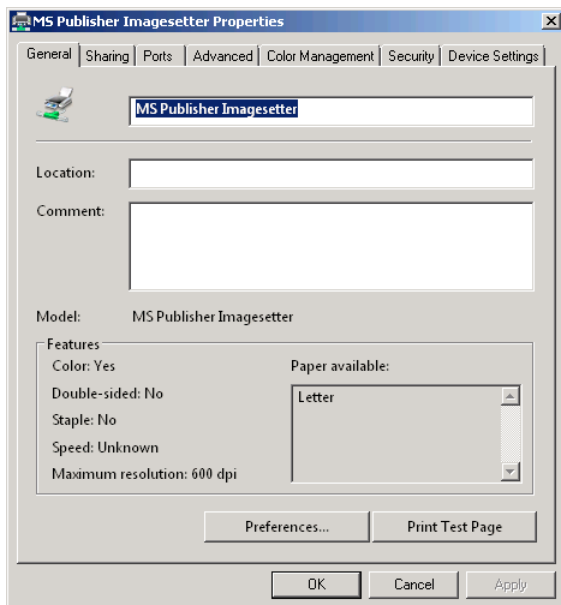 MS Publisher Imagesetter Properties
General Sharing Ports Advanced Color Management Security Device Settings
MS Publisher Imagesetter
Location:
Comment:
Model: MS Publisher Imagesetter
Features
Color: Yes
Paper available:
Double-sided: No
Letter
Staple: No
Speed: Unknown
Maximum resolution: 600 dpi
Preferences... Print Test Page
OK Cancel Apply